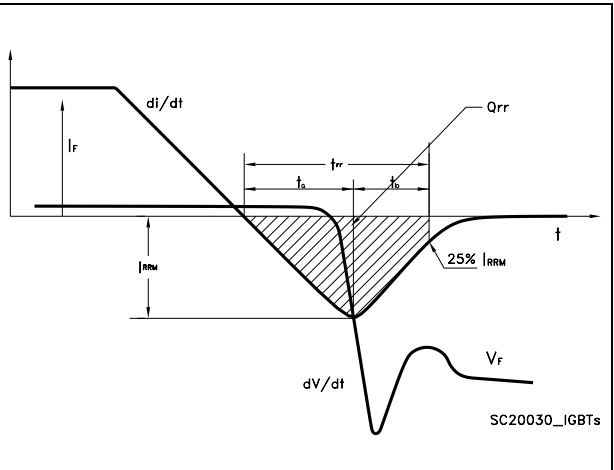 di/dt
Qrr
IF
trr
ta
tb
t
IRRM
25% IRRM
VF
dV/dt
SC20030_IGBTs